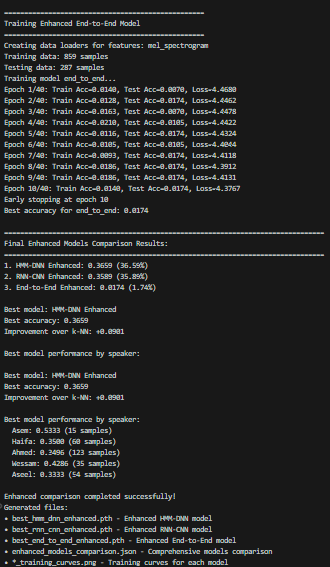 ==================================================
Training Enhanced End-to-End Model
==================================================
Creating data loaders for features: mel_spectrogram
Training data: 859 samples
Testing data: 287 samples
Training model end_to_end...
Epoch 1/40: Train Acc=0.0140, Test Acc=0.0070, Loss=4.4680
Epoch 2/40: Train Acc=0.0128, Test Acc=0.0174, Loss=4.4462
Epoch 3/40: Train Acc=0.0163, Test Acc=0.0070, Loss=4.4478
Epoch 4/40: Train Acc=0.0210, Test Acc=0.0105, Loss=4.4422
Epoch 5/40: Train Acc=0.0116, Test Acc=0.0174, Loss=4.4324
Epoch 6/40: Train Acc=0.0105, Test Acc=0.0105, Loss=4.4044
Epoch 7/40: Train Acc=0.0093, Test Acc=0.0174, Loss=4.4118
Epoch 8/40: Train Acc=0.0186, Test Acc=0.0174, Loss=4.3912
Epoch 9/40: Train Acc=0.0186, Test Acc=0.0174, Loss=4.4131
Epoch 10/40: Train Acc=0.0140, Test Acc=0.0174, Loss=4.3767
Early stopping at epoch 10
Best accuracy for end_to_end: 0.0174
================================================================================
Final Enhanced Models Comparison Results:
================================================================================
1. HMM-DNN Enhanced: 0.3659 (36.59%)
2. RNN-CNN Enhanced: 0.3589 (35.89%)
3. End-to-End Enhanced: 0.0174 (1.74%)
Best model: HMM-DNN Enhanced
Best accuracy: 0.3659
Improvement over k-NN: +0.0901
Best model performance by speaker:
Best model: HMM-DNN Enhanced
Best accuracy: 0.3659
Improvement over k-NN: +0.0901
Best model performance by speaker:
Asem: 0.5333 (15 samples)
Haifa: 0.3500 (60 samples)
Ahmed: 0.3496 (123 samples)
Wessam: 0.4286 (35 samples)
Aseel: 0.3333 (54 samples)
Enhanced comparison completed successfully!
Generated files:
• best_hmm_dnn_enhanced.pth - Enhanced HMM-DNN model
• best_rnn_cnn_enhanced.pth - Enhanced RNN-CNN model
• best_end_to_end_enhanced.pth - Enhanced End-to-End model
• enhanced_models_comparison.json - Comprehensive models comparison
• *_training_curves.png - Training curves for each model